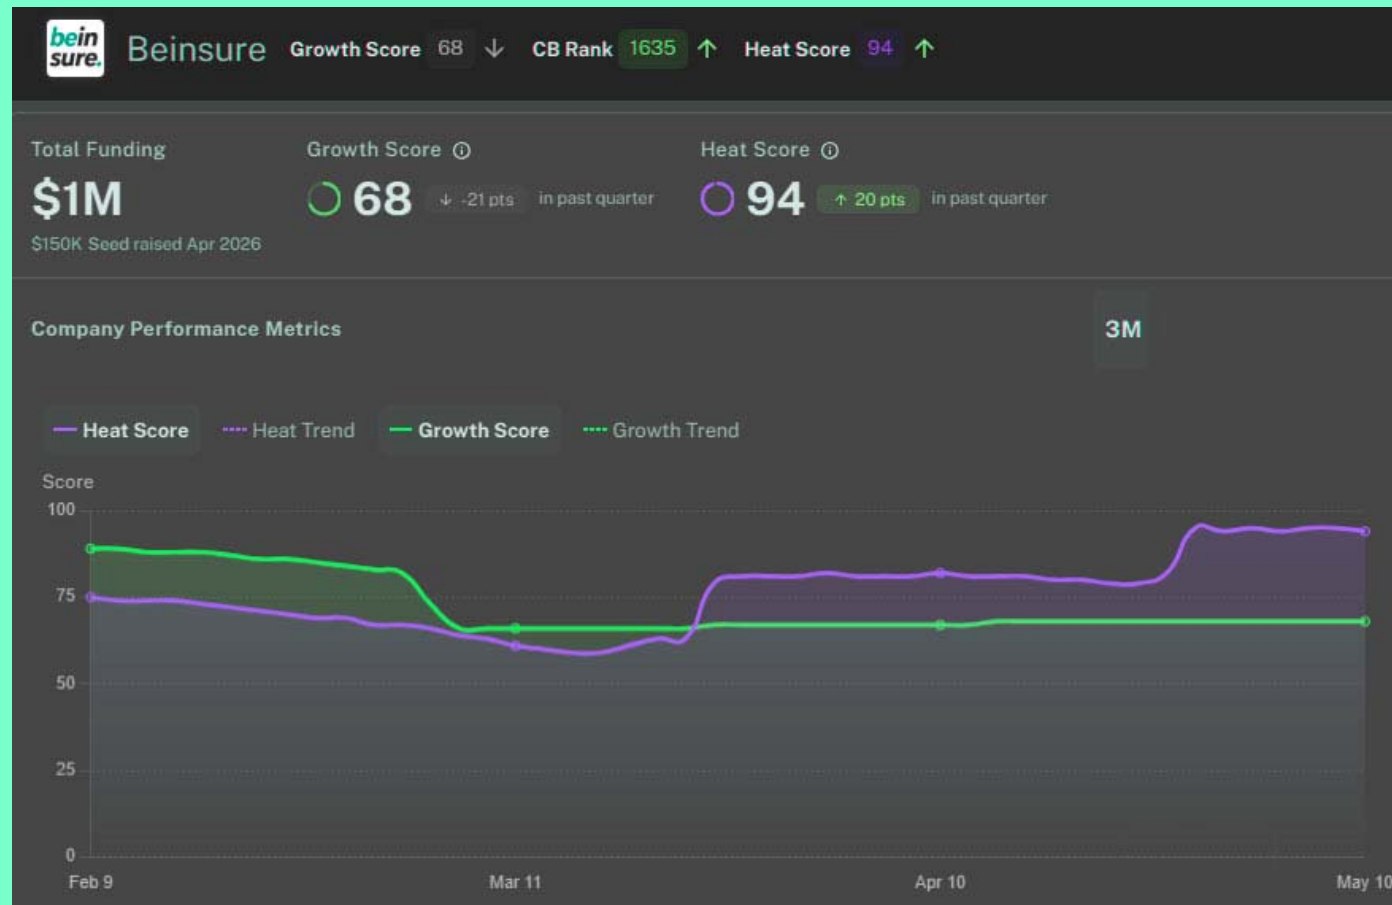 bein
sure.
Beinsure Growth Score 68 ↓ CB Rank 1635 ↑ Heat Score 94 ↑
Total Funding
$1M
$150K Seed raised Apr 2026
Growth Score
68 ↓ -21 pts in past quarter
Heat Score
94 ↑ 20 pts in past quarter
Company Performance Metrics
3M
Heat Score Heat Trend Growth Score Growth Trend
Score
100
75
50
25
0
Feb 9 Mar 11 Apr 10 May 10